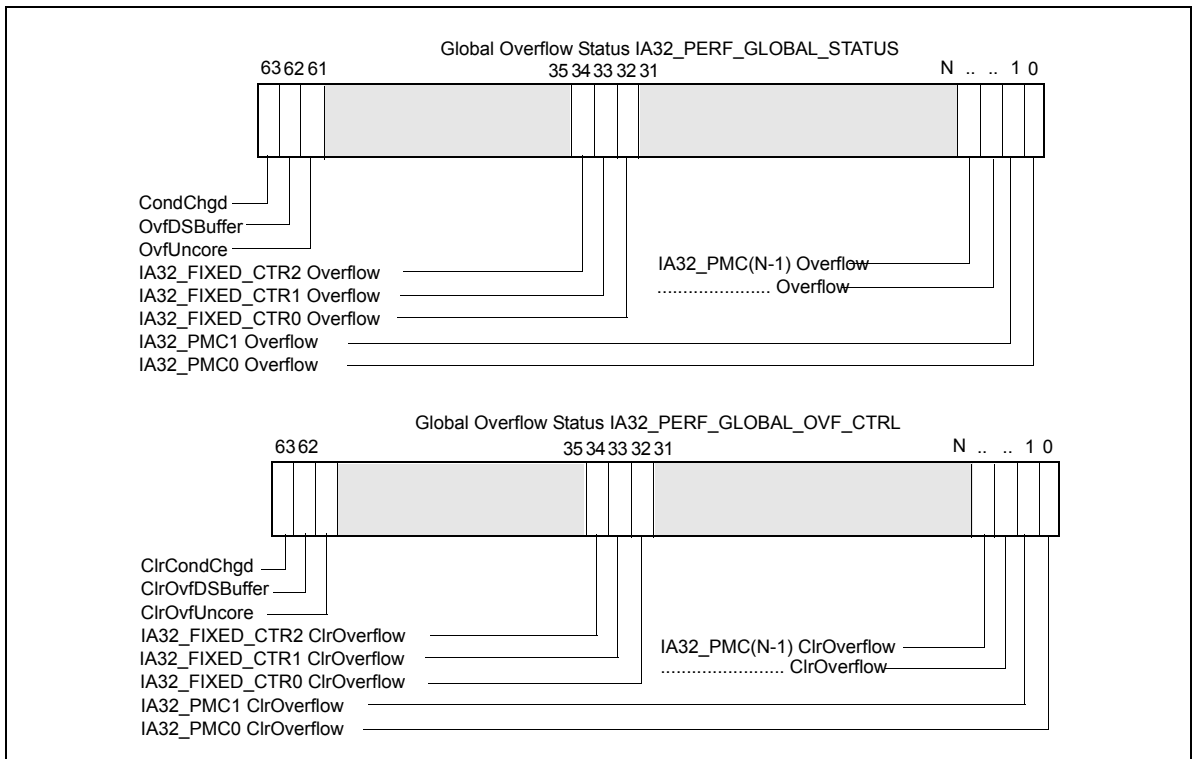 Global Overflow Status IA32_PERF_GLOBAL_STATUS
63 62 61 35 34 33 32 31 N .. .. 1 0
CondChgd
OvfDSBuffer
OvfUncore
IA32_FIXED_CTR2 Overflow
IA32_FIXED_CTR1 Overflow
IA32_FIXED_CTR0 Overflow
IA32_PMC1 Overflow
IA32_PMC0 Overflow
IA32_PMC(N-1) Overflow
...................... Overflow
Global Overflow Status IA32_PERF_GLOBAL_OVF_CTRL
63 62 35 34 33 32 31 N .. .. 1 0
ClrCondChgd
ClrOvfDSBuffer
ClrOvfUncore
IA32_FIXED_CTR2 ClrOverflow
IA32_FIXED_CTR1 ClrOverflow
IA32_FIXED_CTR0 ClrOverflow
IA32_PMC1 ClrOverflow
IA32_PMC0 ClrOverflow
IA32_PMC(N-1) ClrOverflow
........................ ClrOverflow